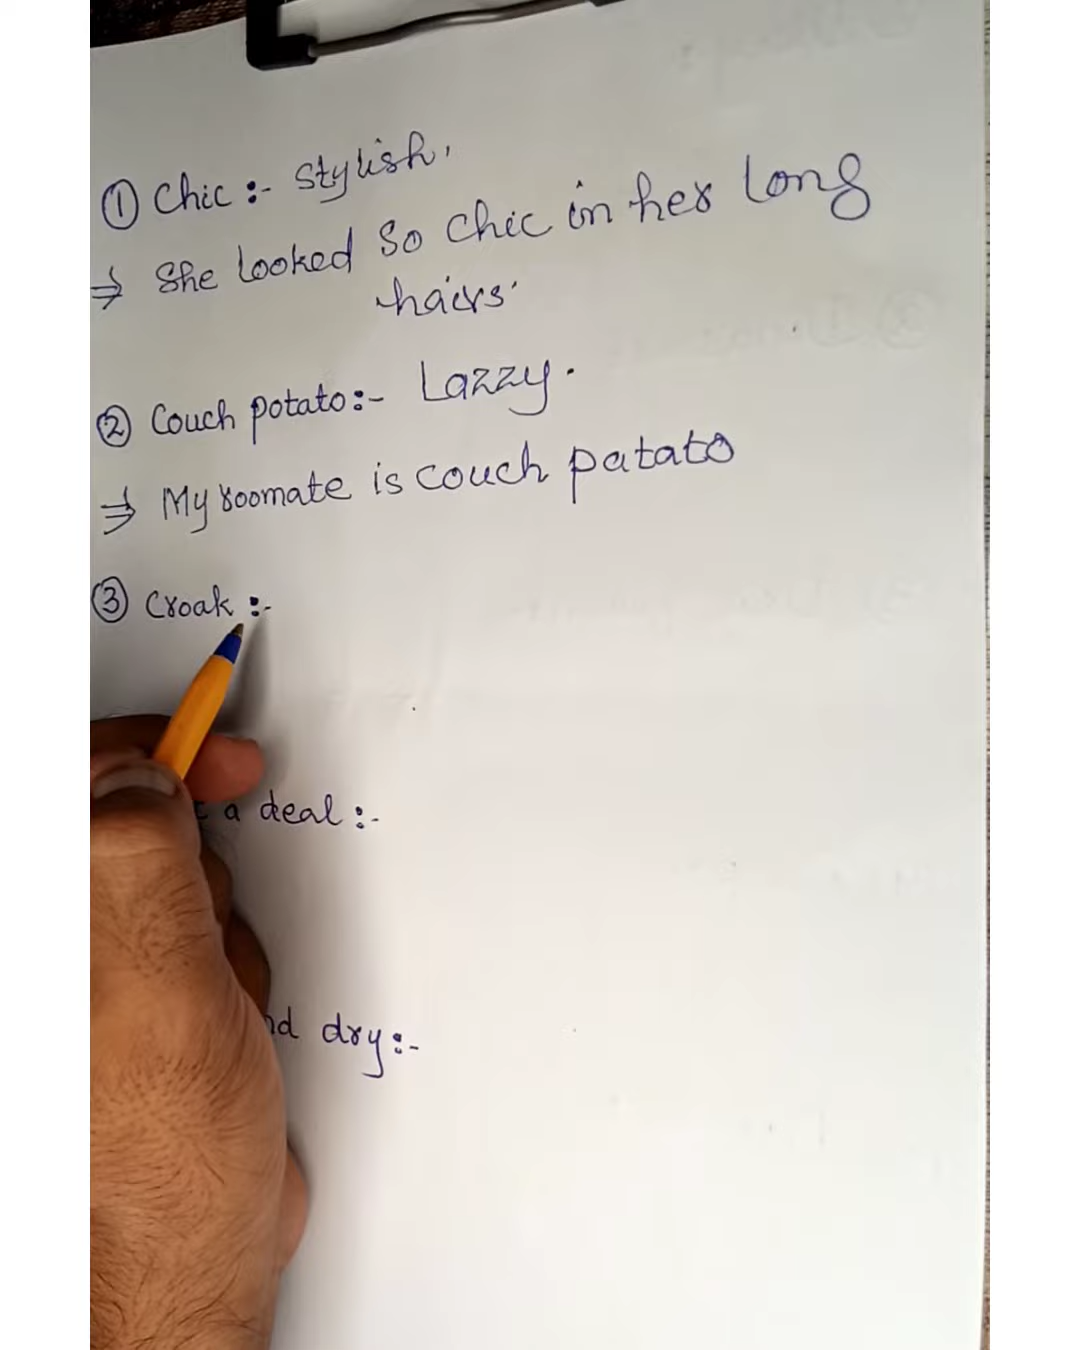 ① Chic :- Stylish.
⇒ She looked So Chic in her long
hairs.
② Couch potato :- Lazzy.
⇒ My roomate is couch patato
③ Croak :-
a deal :-
dry :-